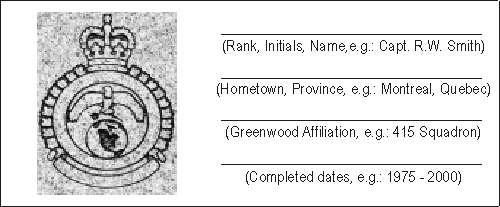 (Rank, Initials, Name,e.g.: Capt. R.W. Smith)
(Hometown, Province, e.g.: Montreal, Quebec)
(Greenwood Affiliation, e.g.: 415 Squadron)
(Completed dates, e.g.: 1975 - 2000)